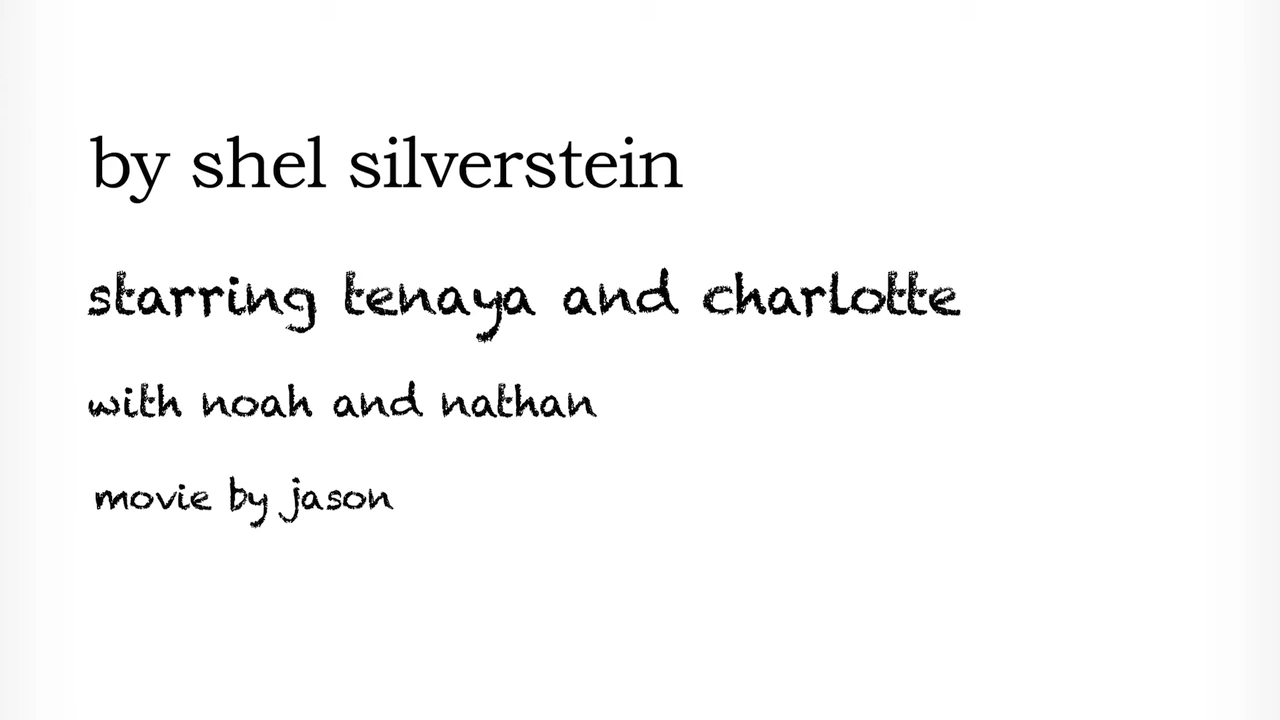 by shel silverstein
starring tenaya and charlotte
with noah and nathan
movie by jason